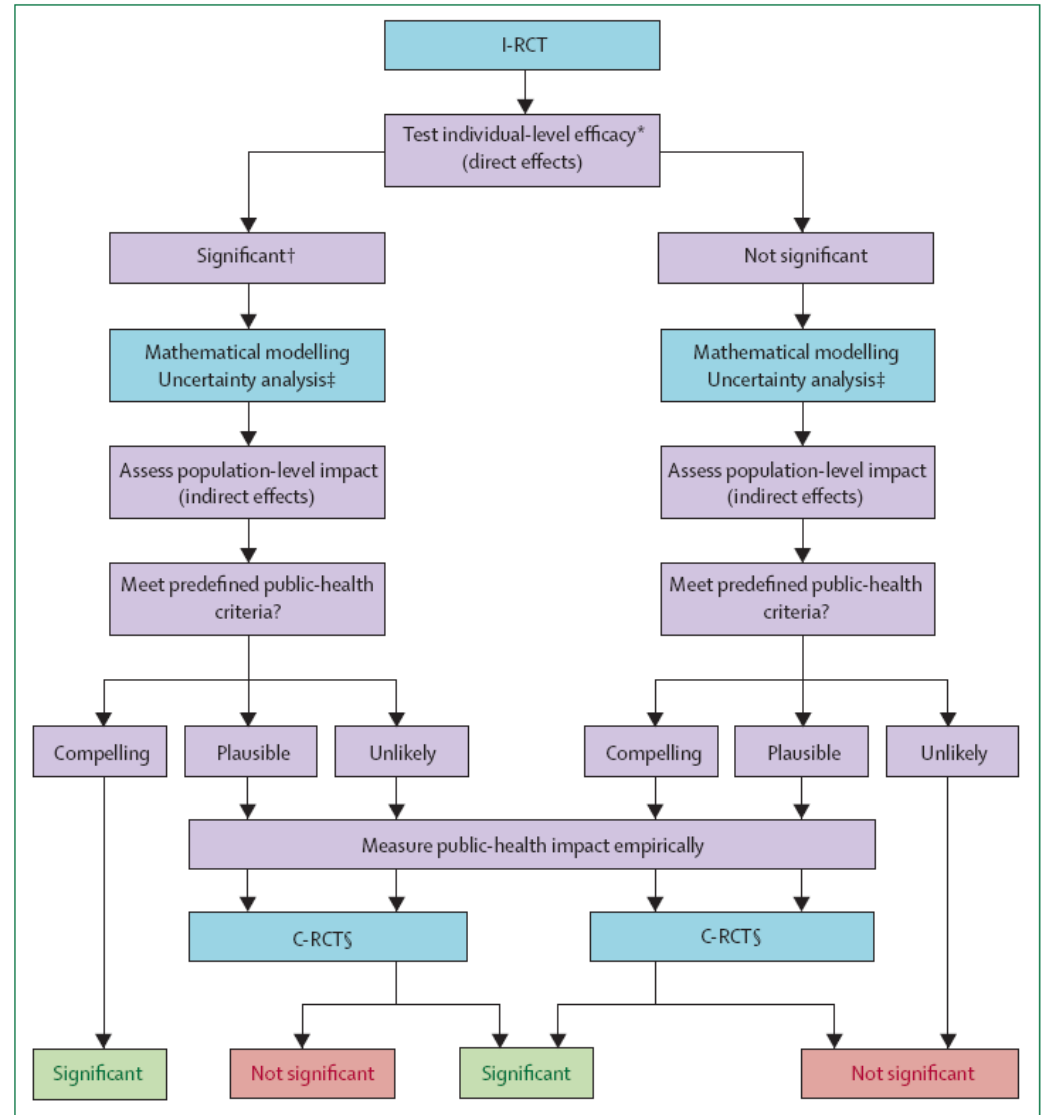 I-RCT
Test individual-level efficacy*
(direct effects)
Significant†
Not significant
Mathematical modelling
Uncertainty analysis‡
Mathematical modelling
Uncertainty analysis‡
Assess population-level impact
(indirect effects)
Assess population-level impact
(indirect effects)
Meet predefined public-health
criteria?
Meet predefined public-health
criteria?
Compelling
Plausible
Unlikely
Compelling
Plausible
Unlikely
Measure public-health impact empirically
C-RCT§
C-RCT§
Significant
Not significant
Significant
Not significant